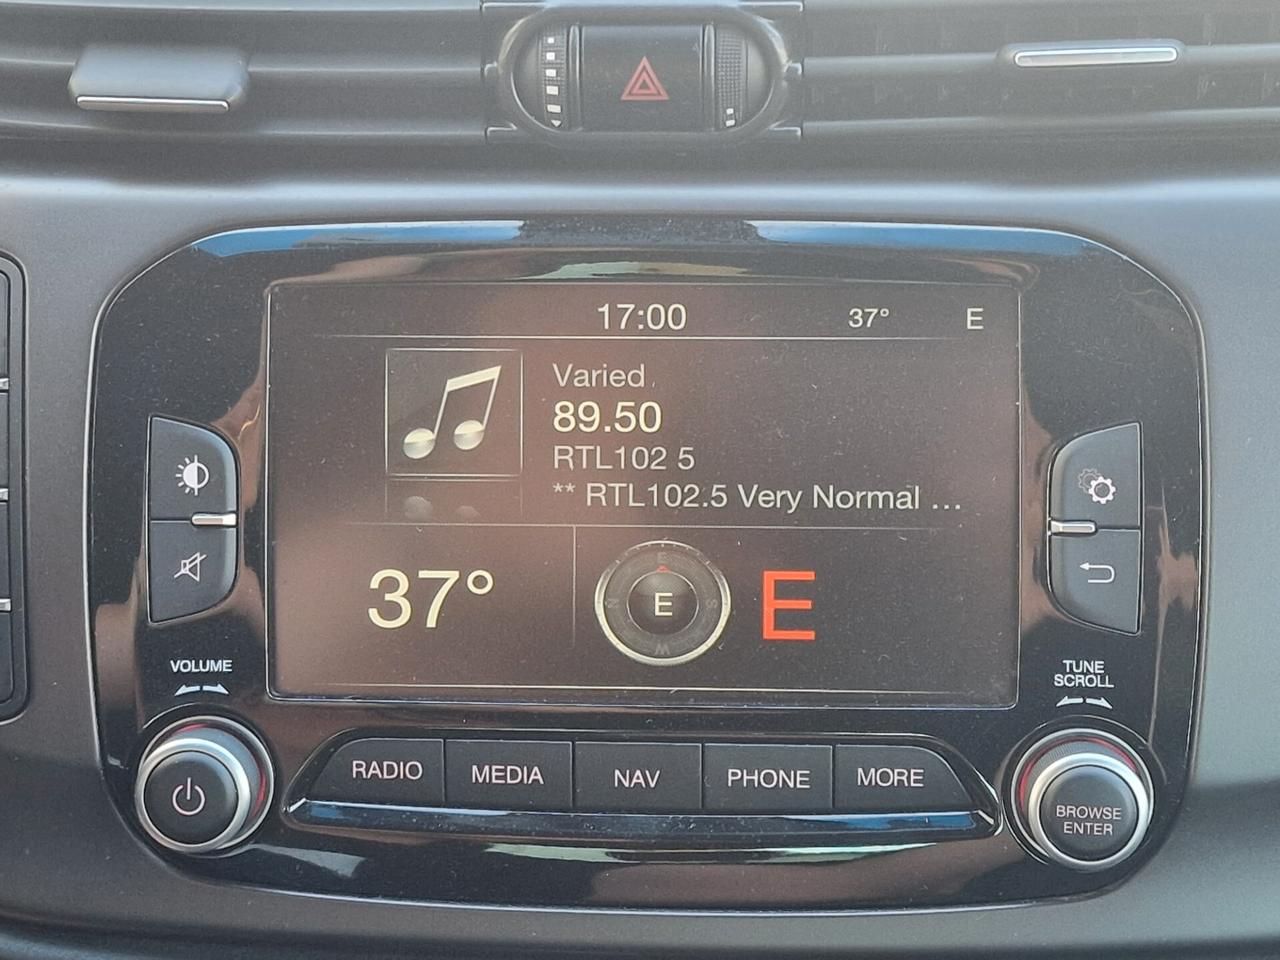 17:00 37° E
Varied
89.50
RTL102 5
** RTL102.5 Very Normal ...
37° E E
VOLUME
TUNE
SCROLL
RADIO MEDIA NAV PHONE MORE
BROWSE
ENTER